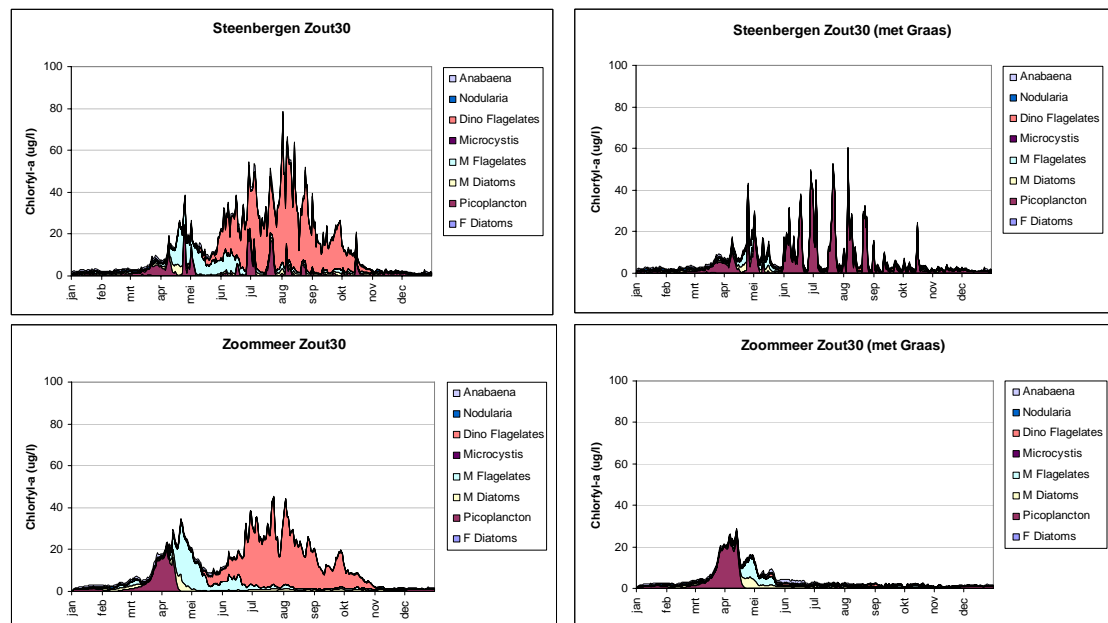 Steenbergen Zout30
Chlorfyl-a (ug/l)
100
80
60
40
20
0
jan feb mrt apr mei jun jul aug sep okt nov dec
Anabaena
Nodularia
Dino Flagelates
Microcystis
M Flagelates
M Diatoms
Picoplancton
F Diatoms
Steenbergen Zout30 (met Graas)
Chlorfyl-a (ug/l)
100
80
60
40
20
0
jan feb mrt apr mei jun jul aug sep okt nov dec
Anabaena
Nodularia
Dino Flagelates
Microcystis
M Flagelates
M Diatoms
Picoplancton
F Diatoms
Zoommeer Zout30
Chlorfyl-a (ug/l)
100
80
60
40
20
0
jan feb mrt apr mei jun jul aug sep okt nov dec
Anabaena
Nodularia
Dino Flagelates
Microcystis
M Flagelates
M Diatoms
Picoplancton
F Diatoms
Zoommeer Zout30 (met Graas)
Chlorfyl-a (ug/l)
100
80
60
40
20
0
jan feb mrt apr mei jun jul aug sep okt nov dec
Anabaena
Nodularia
Dino Flagelates
Microcystis
M Flagelates
M Diatoms
Picoplancton
F Diatoms